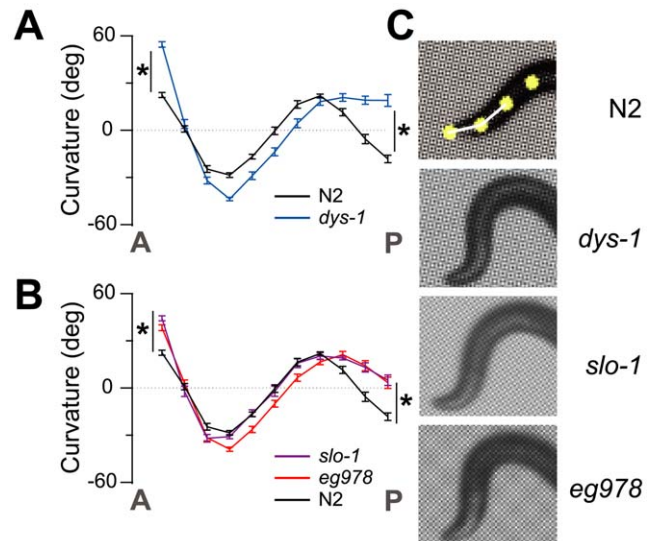 A
60
0
-60
Curvature (deg)
*
*
N2
dys-1
A
P
B
60
0
-60
Curvature (deg)
*
*
slo-1
eg978
N2
A
P
C
N2
dys-1
slo-1
eg978